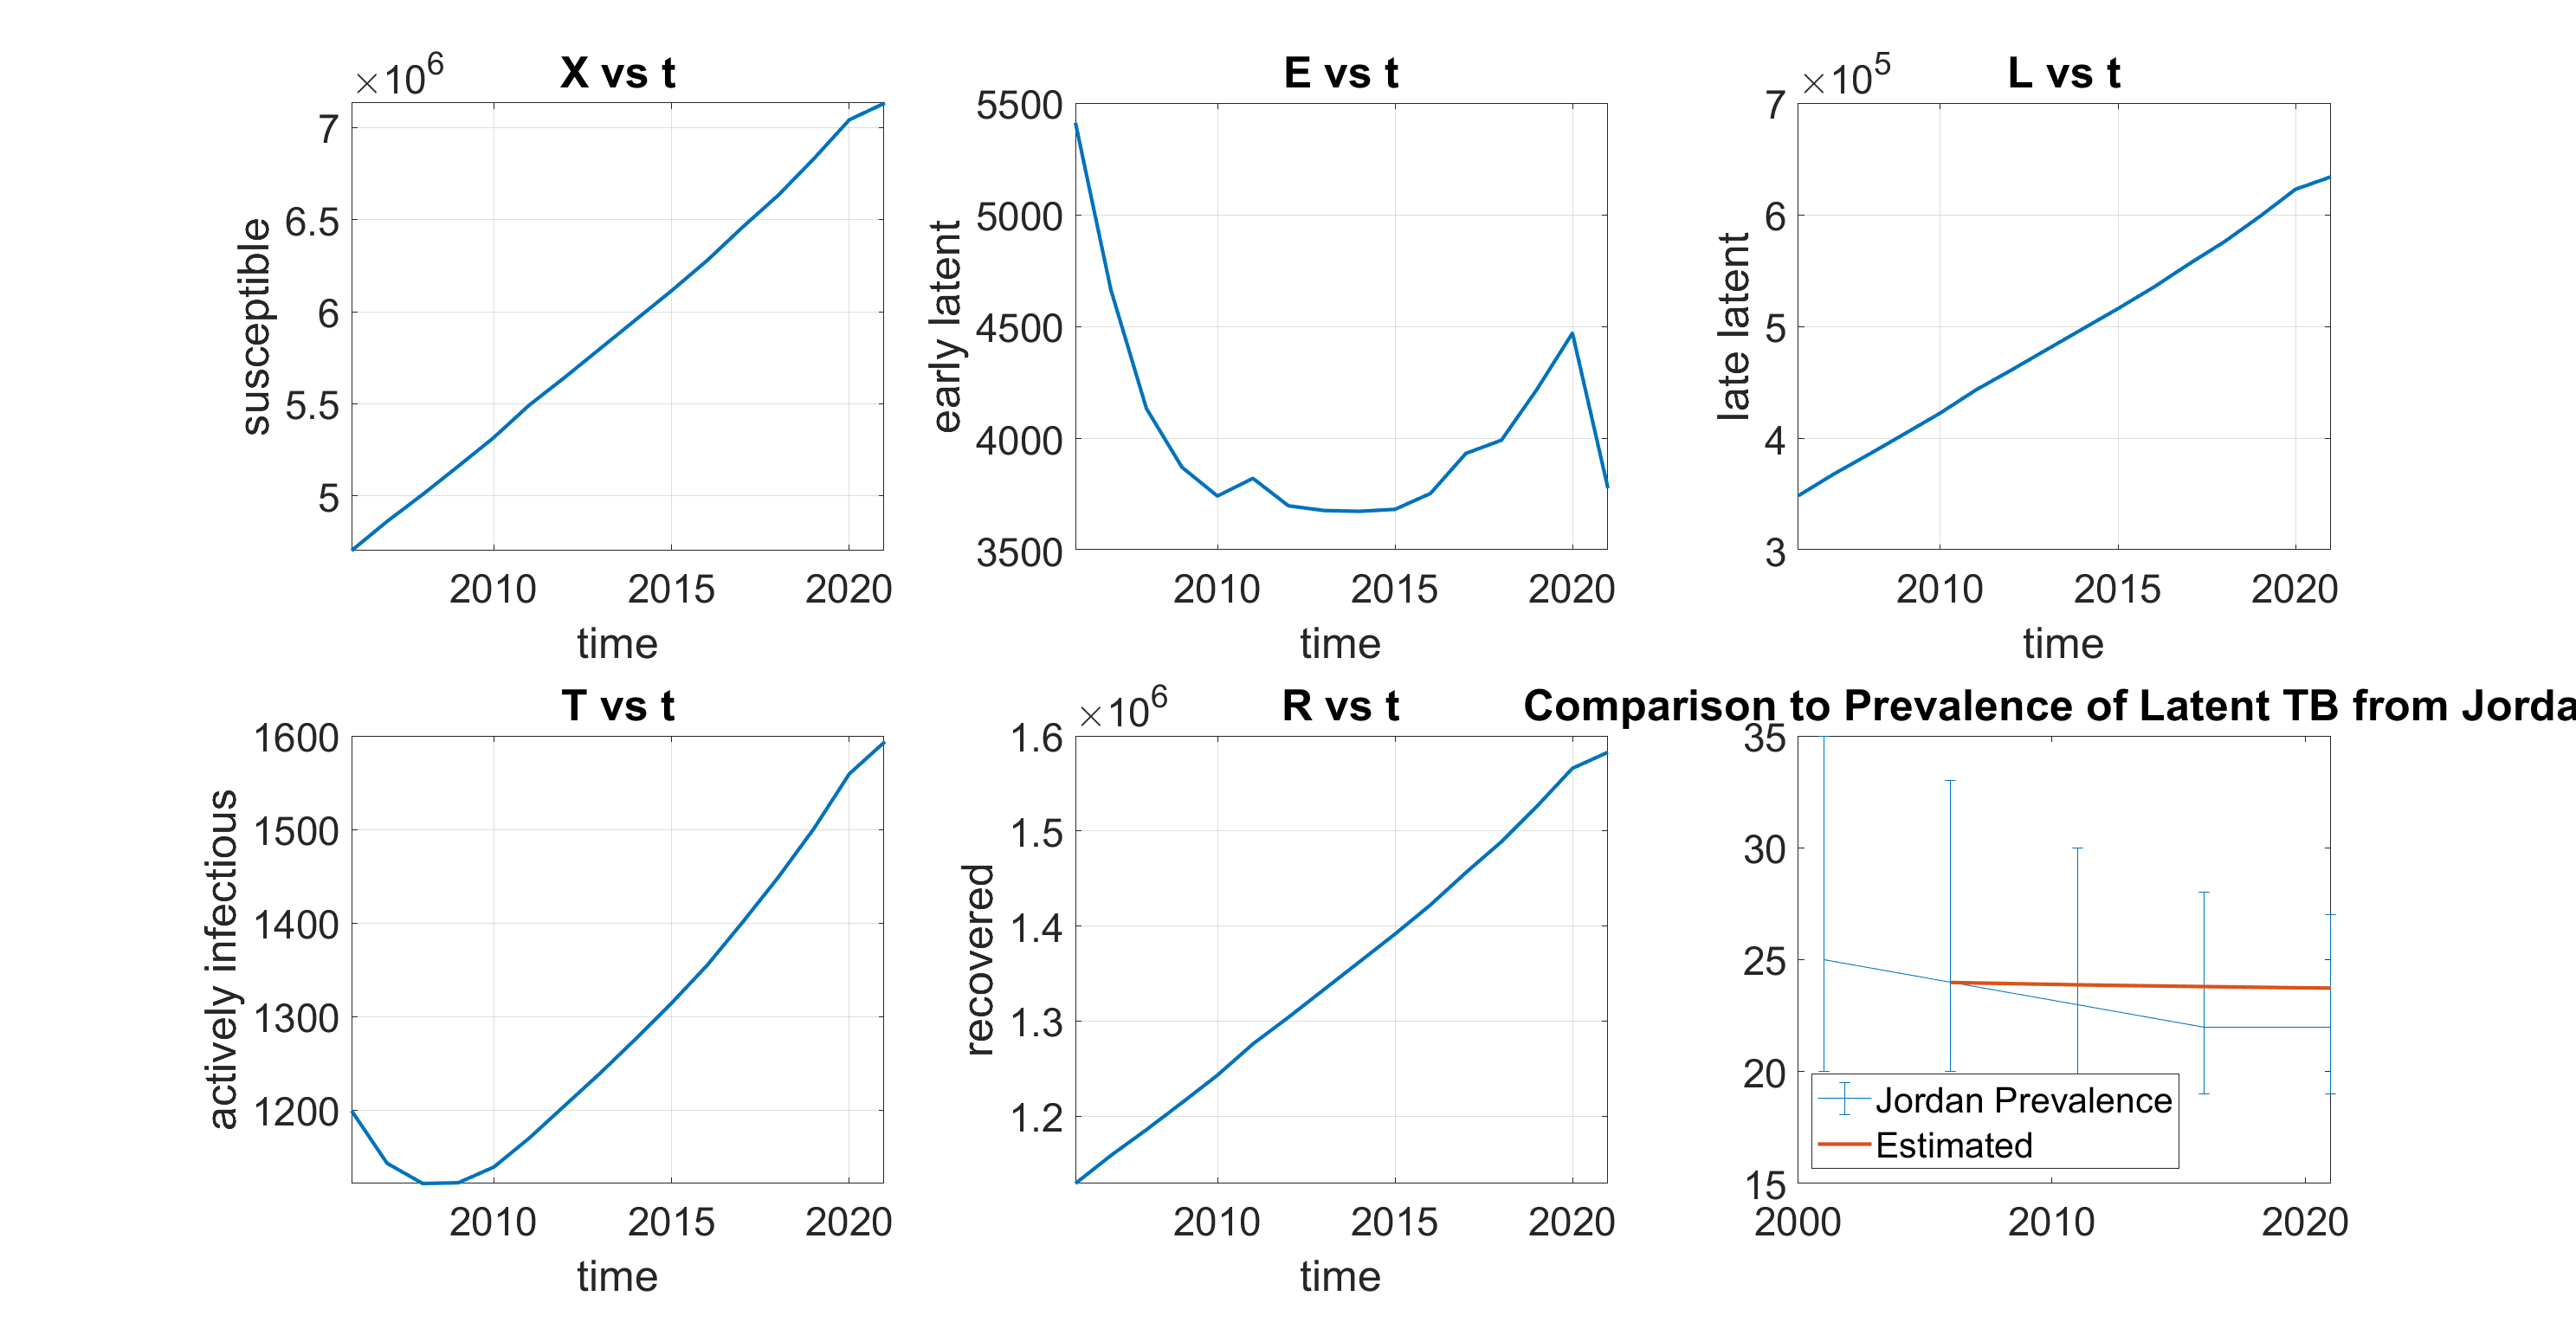 X vs t
×10^6
susceptible
7
6.5
6
5.5
5
2010 2015 2020
time
E vs t
early latent
5500
5000
4500
4000
3500
2010 2015 2020
time
L vs t
×10^5
late latent
7
6
5
4
3
2010 2015 2020
time
T vs t
actively infectious
1600
1500
1400
1300
1200
2010 2015 2020
time
R vs t
×10^6
recovered
1.6
1.5
1.4
1.3
1.2
2010 2015 2020
time
Comparison to Prevalence of Latent TB from Jorda
35
30
25
20
15
2000 2010 2020
Jordan Prevalence
Estimated